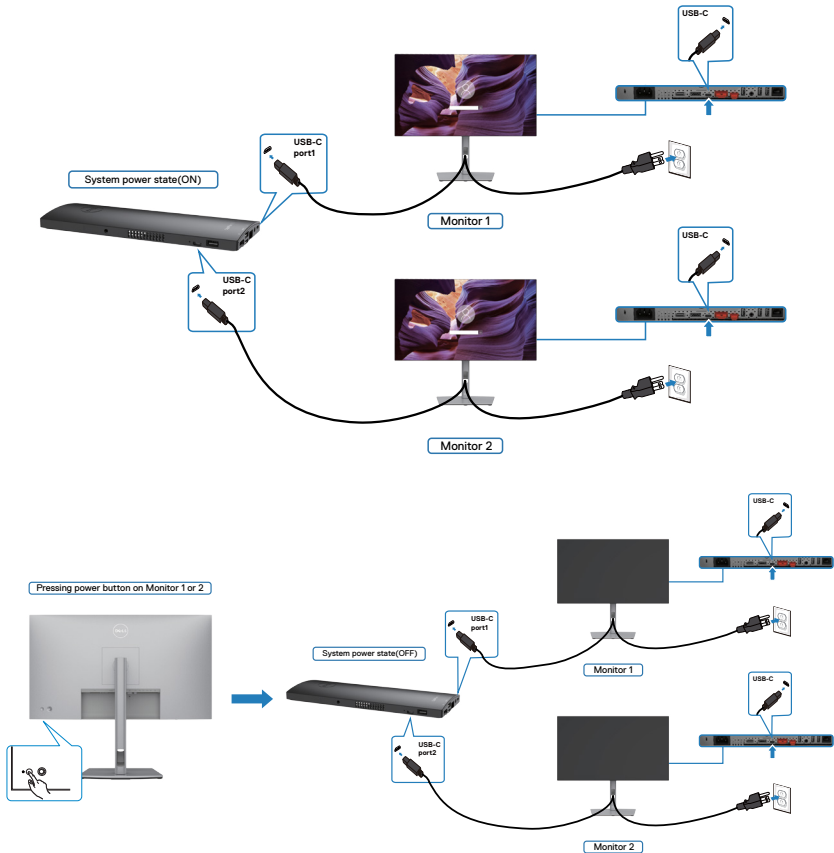 USB-C
USB-C
port1
System power state(ON)
Monitor 1
USB-C
USB-C
port2
Monitor 2
USB-C
Pressing power button on Monitor 1 or 2
DELL
USB-C
port1
System power state(OFF)
Monitor 1
USB-C
USB-C
port2
Monitor 2